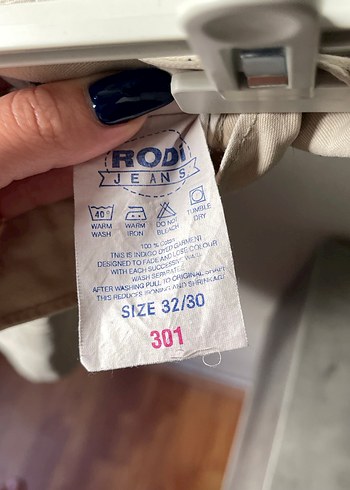 RODI
JEANS
40°
WARM WASH
WARM IRON
DO NOT BLEACH
TUMBLE DRY
100 %
THIS IS INDIGO DYED GARMENT
DESIGNED TO FADE AND LOSE COLOUR
WITH EACH SUCCESSIVE WASH
WASH SEPARATELY
AFTER WASHING PULL TO ORIGINAL SHAPE
THIS REDUCES IRONING AND SHRINKAGE
SIZE 32/30
301